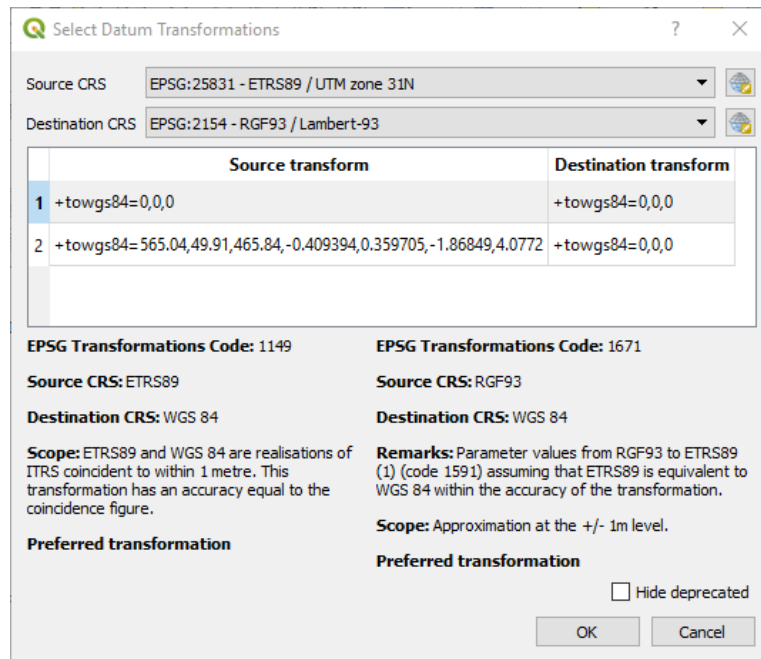 Select Datum Transformations
Source CRS EPSG:25831 - ETRS89 / UTM zone 31N
Destination CRS EPSG:2154 - RGF93 / Lambert-93
Source transform Destination transform
1 +towgs84=0,0,0 +towgs84=0,0,0
2 +towgs84=565.04,49.91,465.84,-0.409394,0.359705,-1.86849,4.0772 +towgs84=0,0,0
EPSG Transformations Code: 1149
Source CRS: ETRS89
Destination CRS: WGS 84
Scope: ETRS89 and WGS 84 are realisations of
ITRS coincident to within 1 metre. This
transformation has an accuracy equal to the
coincidence figure.
Preferred transformation
EPSG Transformations Code: 1671
Source CRS: RGF93
Destination CRS: WGS 84
Remarks: Parameter values from RGF93 to ETRS89
(1) (code 1591) assuming that ETRS89 is equivalent to
WGS 84 within the accuracy of the transformation.
Scope: Approximation at the +/- 1m level.
Preferred transformation
Hide deprecated
OK Cancel